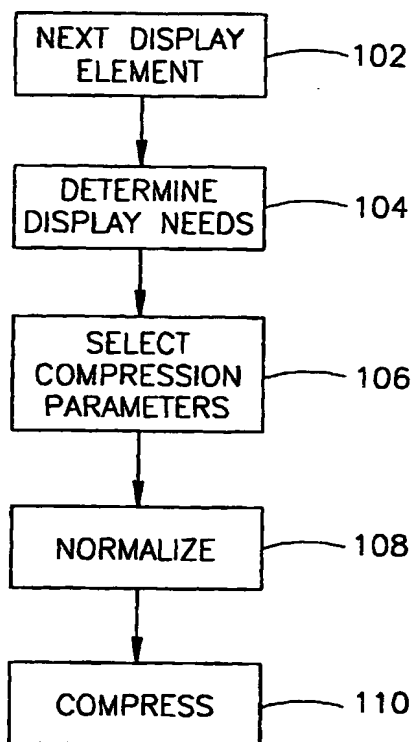 NEXT DISPLAY
ELEMENT
102
DETERMINE
DISPLAY NEEDS
104
SELECT
COMPRESSION
PARAMETERS
106
NORMALIZE
108
COMPRESS
110